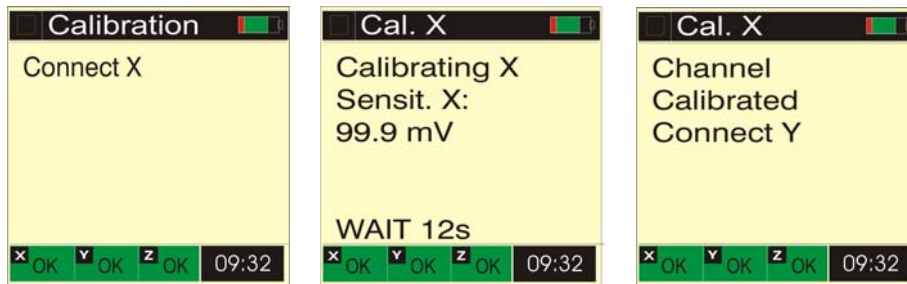 Calibration
Connect X
X OK Y OK Z OK 09:32
Cal. X
Calibrating X
Sensit. X:
99.9 mV
WAIT 12s
X OK Y OK Z OK 09:32
Cal. X
Channel
Calibrated
Connect Y
X OK Y OK Z OK 09:32